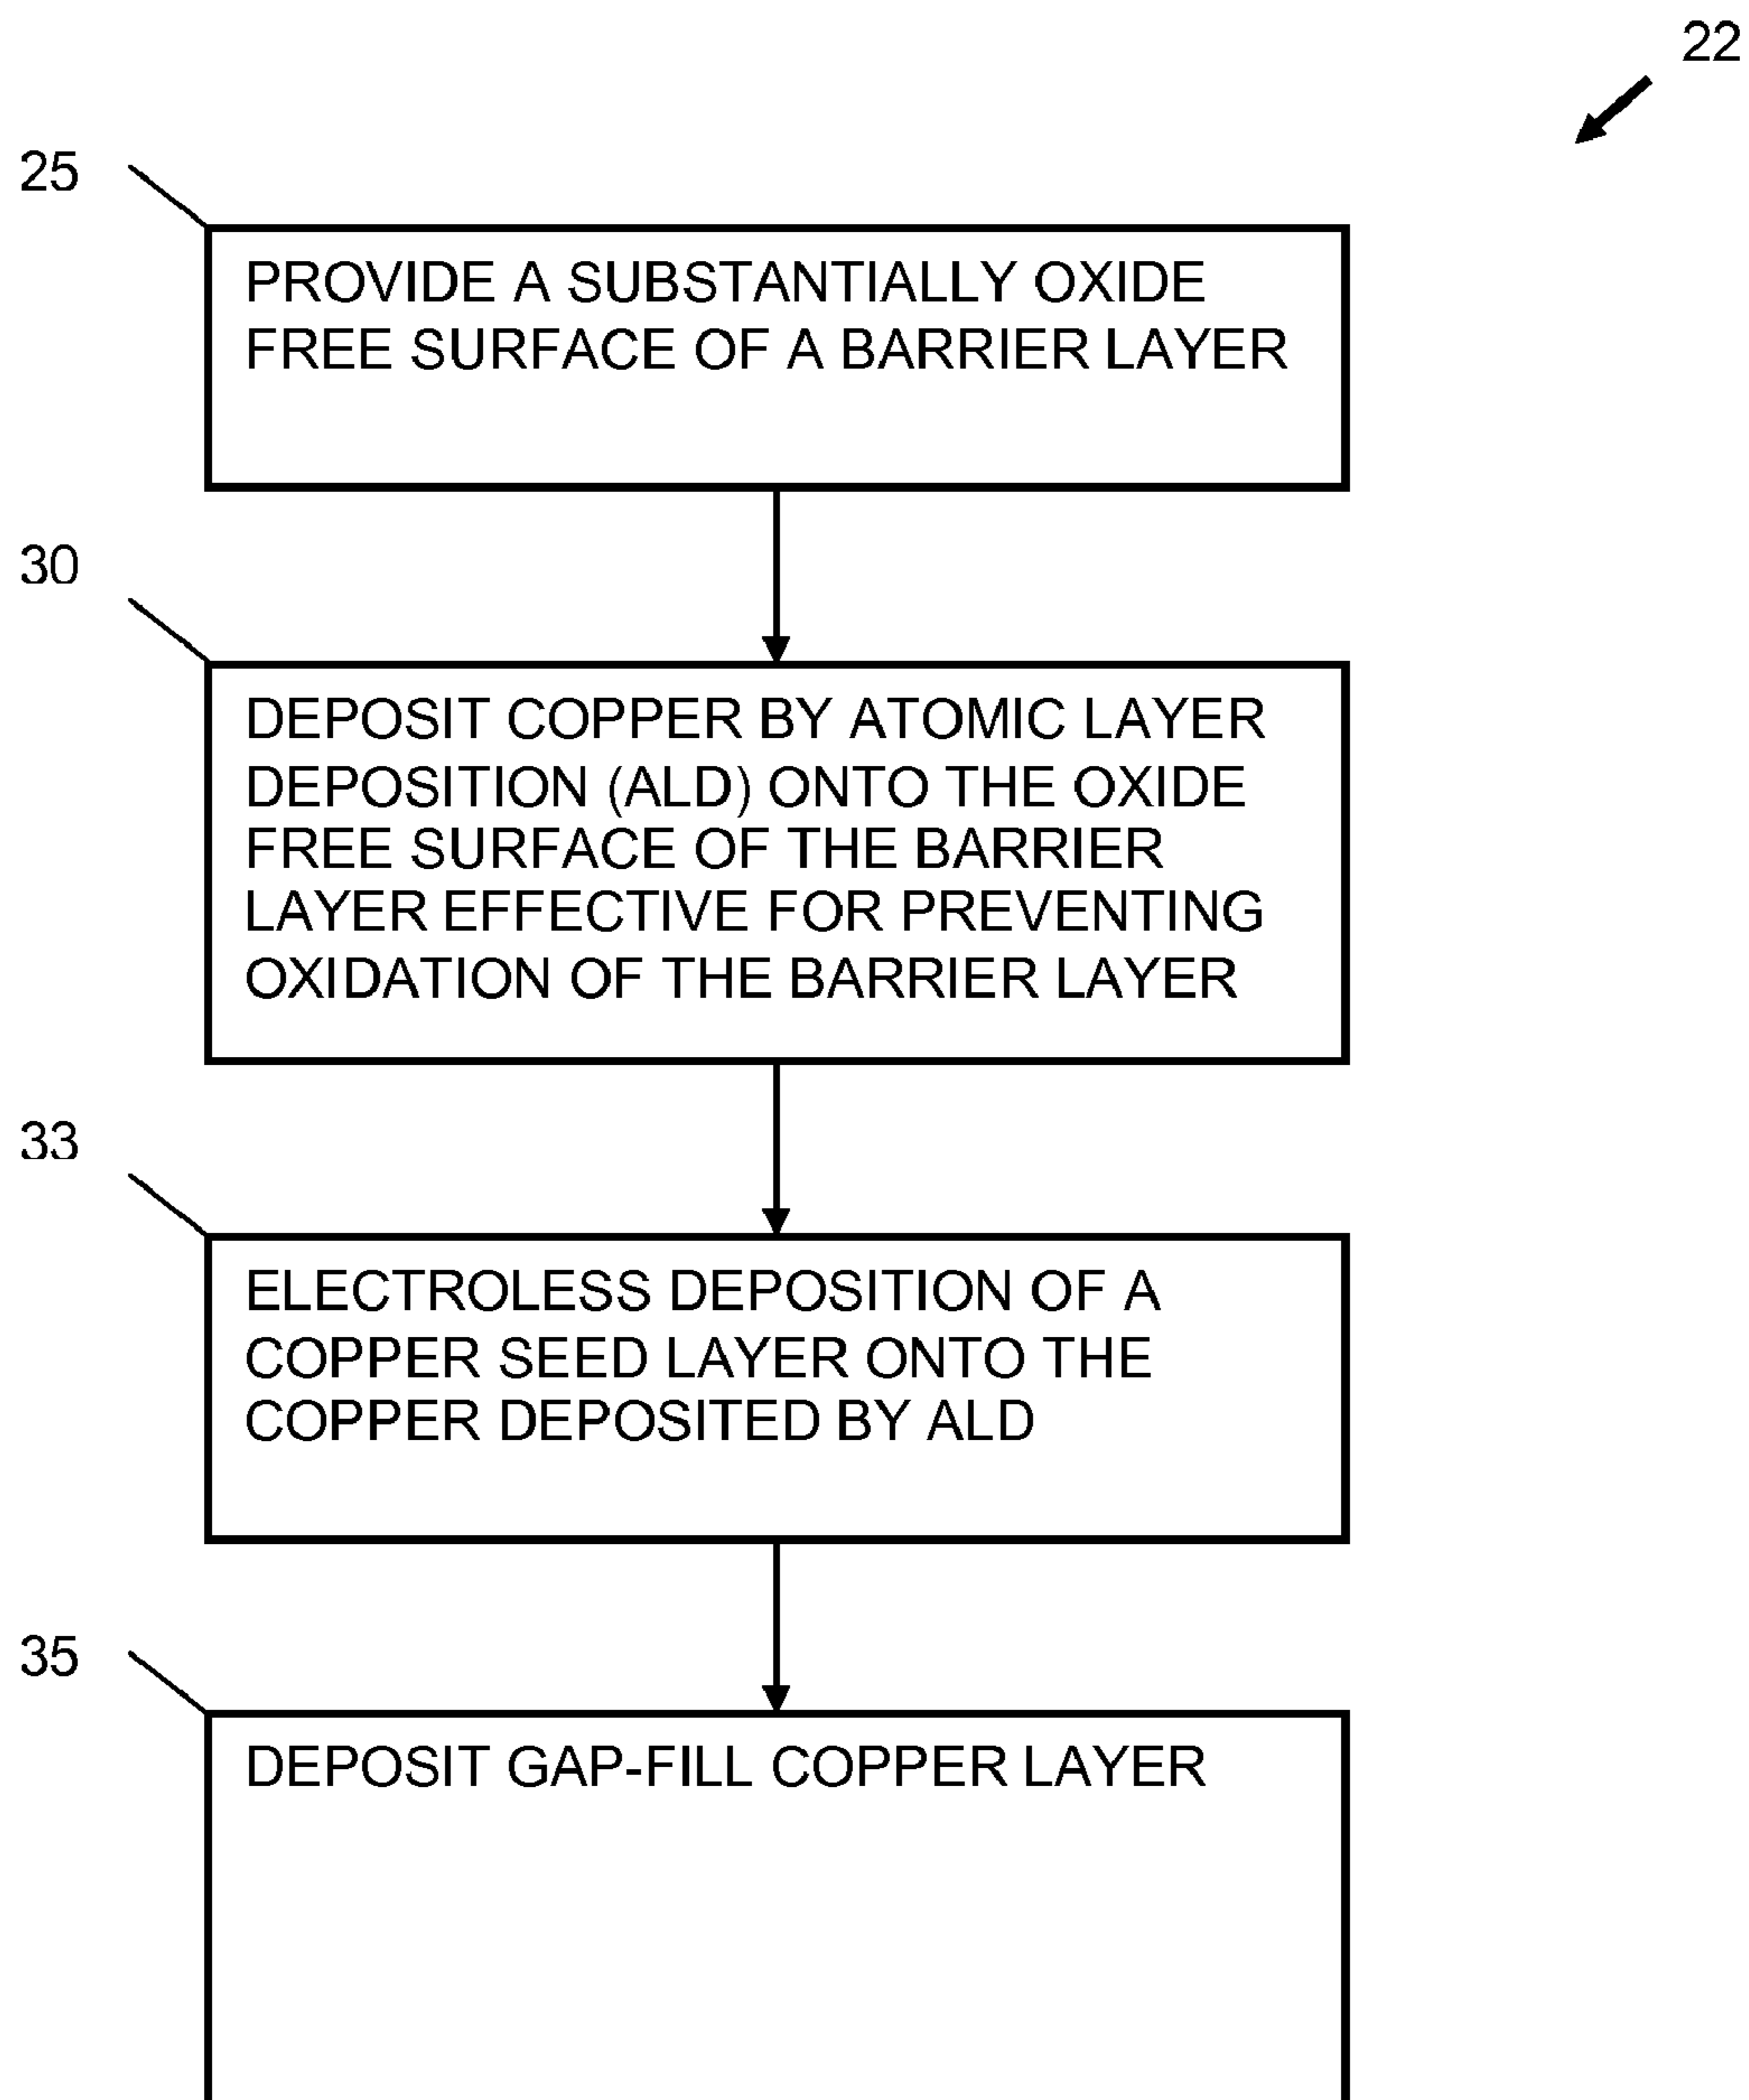 22
25
PROVIDE A SUBSTANTIALLY OXIDE
FREE SURFACE OF A BARRIER LAYER
30
DEPOSIT COPPER BY ATOMIC LAYER
DEPOSITION (ALD) ONTO THE OXIDE
FREE SURFACE OF THE BARRIER
LAYER EFFECTIVE FOR PREVENTING
OXIDATION OF THE BARRIER LAYER
33
ELECTROLESS DEPOSITION OF A
COPPER SEED LAYER ONTO THE
COPPER DEPOSITED BY ALD
35
DEPOSIT GAP-FILL COPPER LAYER